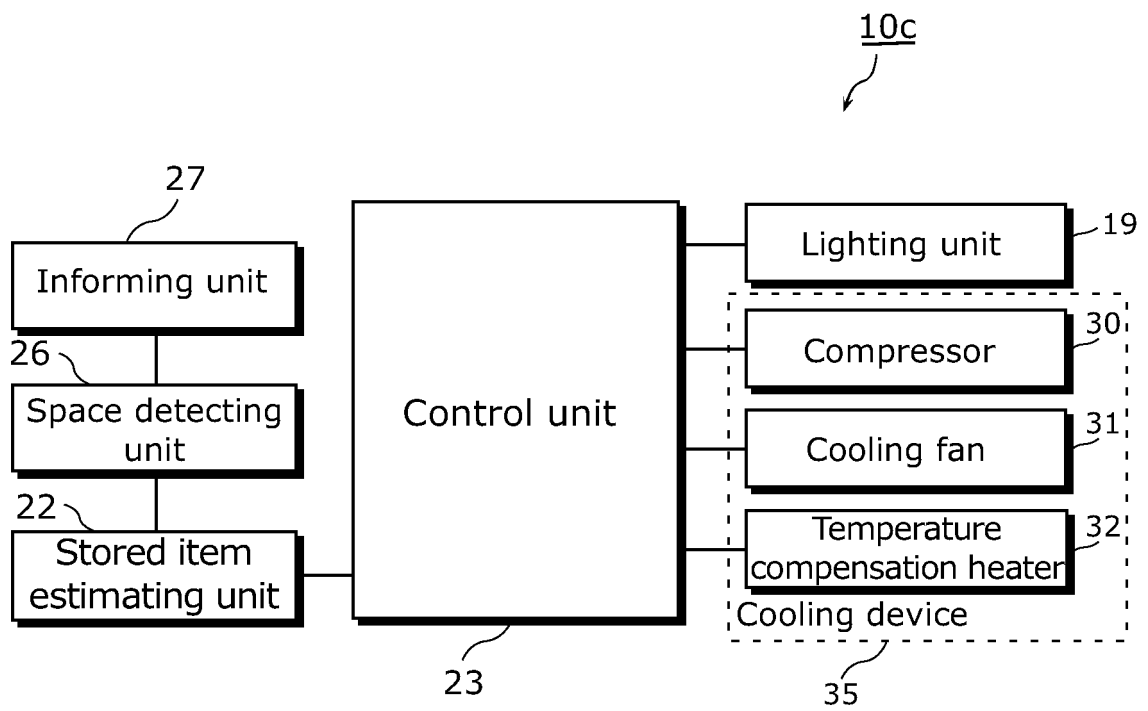 10c
27
Informing unit
26
Space detecting
unit
22
Stored item
estimating unit
Control unit
23
Lighting unit
19
Compressor
30
Cooling fan
31
Temperature
compensation heater
32
Cooling device
35